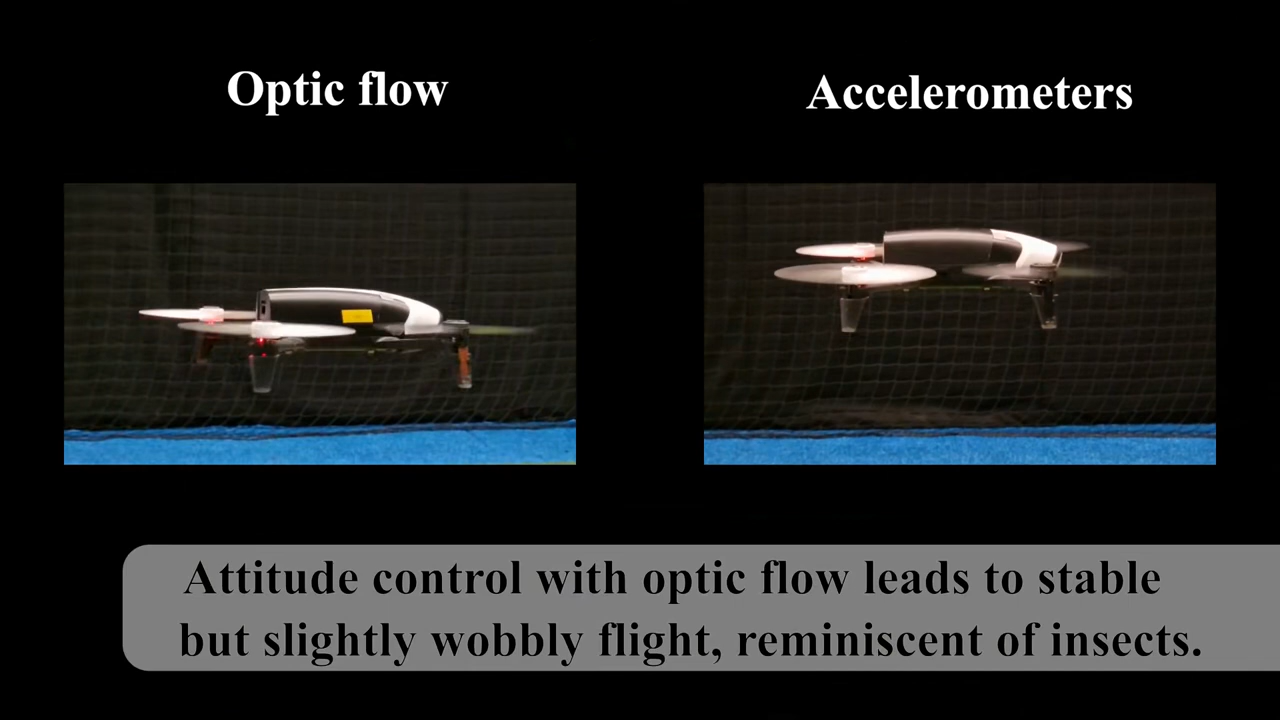 Optic flow
Accelerometers
Attitude control with optic flow leads to stable
but slightly wobbly flight, reminiscent of insects.